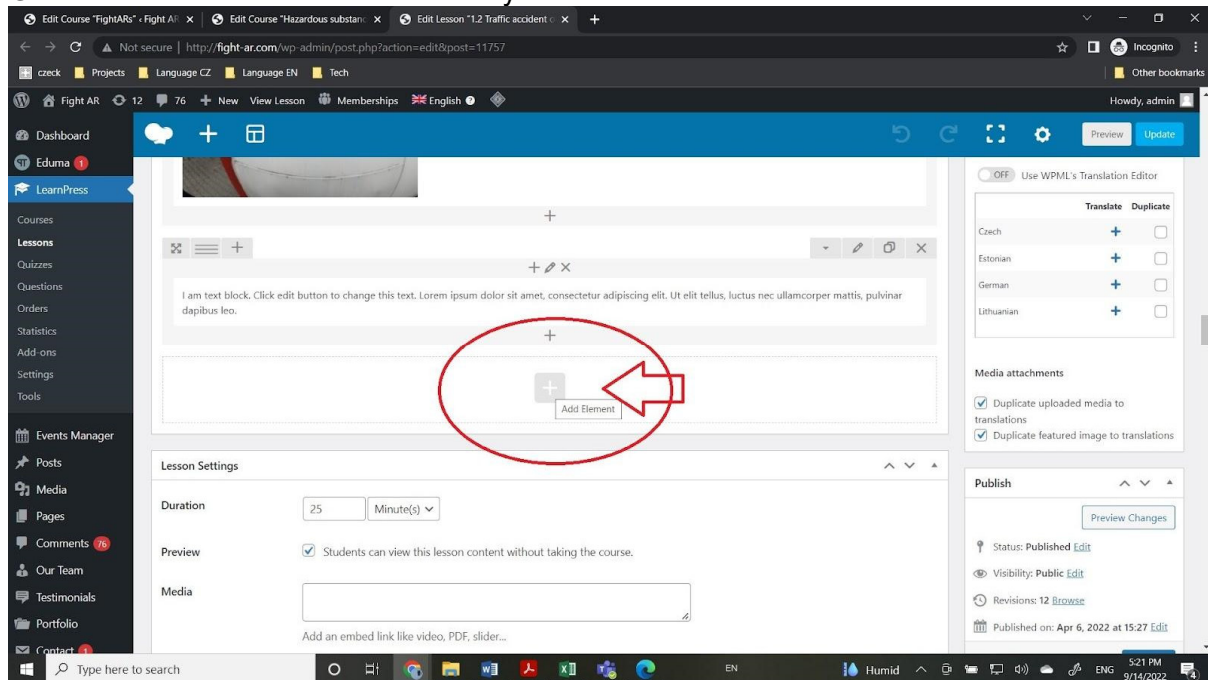 Edit Course "FightARs" ‹ Fight AR
Edit Course "Hazardous substanc
Edit Lesson "1.2 Traffic accident o
Not secure | http://fight-ar.com/wp-admin/post.php?action=edit&post=11757
Incognito
czeck Projects Language CZ Language EN Tech Other bookmarks
Fight AR 12 76 New View Lesson Memberships English Howdy, admin
Dashboard
Eduma 1
LearnPress
Courses
Lessons
Quizzes
Questions
Orders
Statistics
Add-ons
Settings
Tools
Events Manager
Posts
Media
Pages
Comments 76
Our Team
Testimonials
Portfolio
Contact 1
Preview Update
I am text block. Click edit button to change this text. Lorem ipsum dolor sit amet, consectetur adipiscing elit. Ut elit tellus, luctus nec ullamcorper mattis, pulvinar
dapibus leo.
Add Element
Lesson Settings
Duration 25 Minute(s)
Preview Students can view this lesson content without taking the course.
Media
Add an embed link like video, PDF, slider...
OFF Use WPML's Translation Editor
Translate Duplicate
Czech
Estonian
German
Lithuanian
Media attachments
Duplicate uploaded media to
translations
Duplicate featured image to translations
Publish
Preview Changes
Status: Published Edit
Visibility: Public Edit
Revisions: 12 Browse
Published on: Apr 6, 2022 at 15:27 Edit
Type here to search EN Humid ENG 5:21 PM
9/14/2022
4